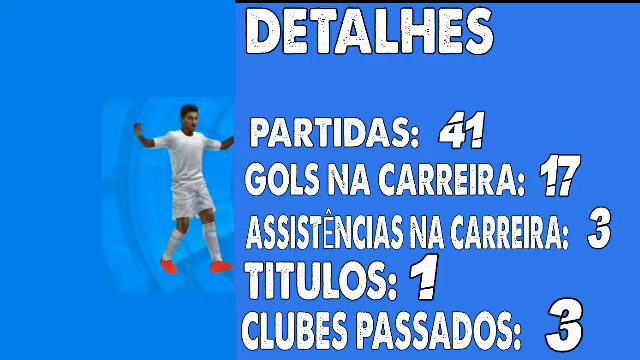 DETALHES
PARTIDAS: 41
GOLS NA CARREIRA: 17
ASSISTÊNCIAS NA CARREIRA: 3
TITULOS: 1
CLUBES PASSADOS: 3